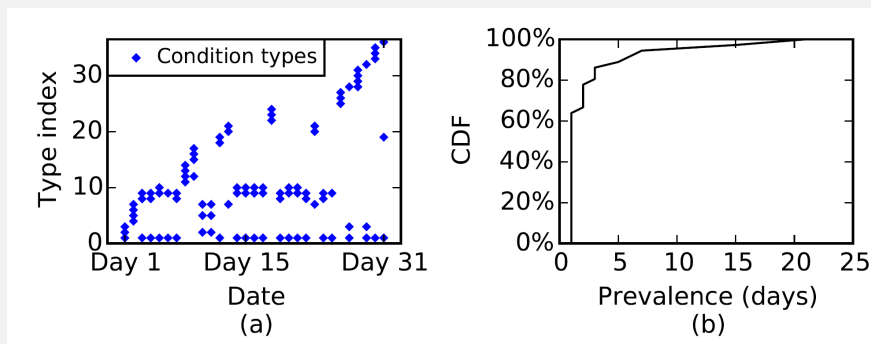 Condition types
Type index
30
20
10
0
Day 1 Day 15 Day 31
Date
(a)
CDF
100%
80%
60%
40%
20%
0%
0 5 10 15 20 25
Prevalence (days)
(b)